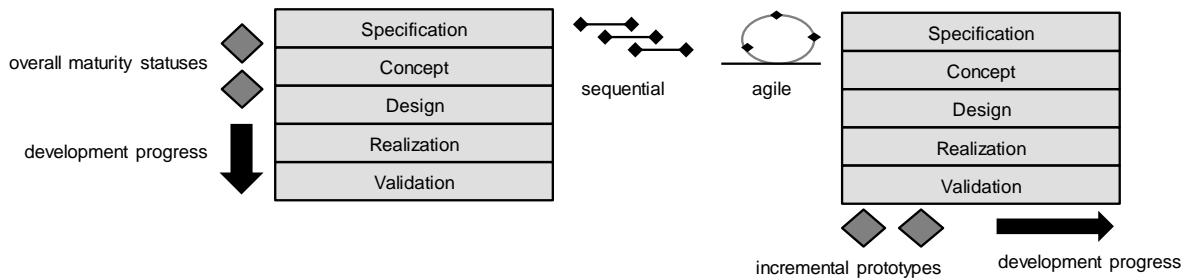 Specification
Concept
Design
Realization
Validation
overall maturity statuses
development progress
sequential
agile
Specification
Concept
Design
Realization
Validation
incremental prototypes
development progress